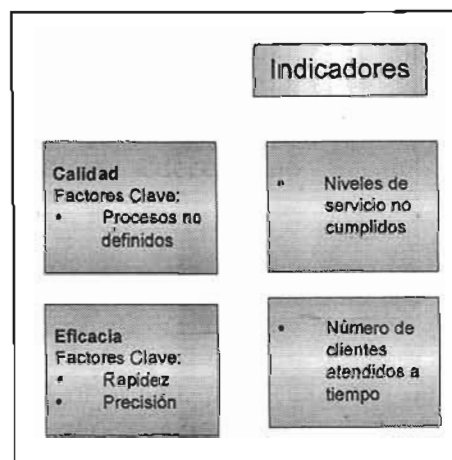 Indicadores
Calidad
Factores Clave:
• Procesos no
definidos
• Niveles de
servicio no
cumplidos
Eficacia
Factores Clave:
• Rapidez
• Precisión
• Número de
clientes
atendidos a
tiempo